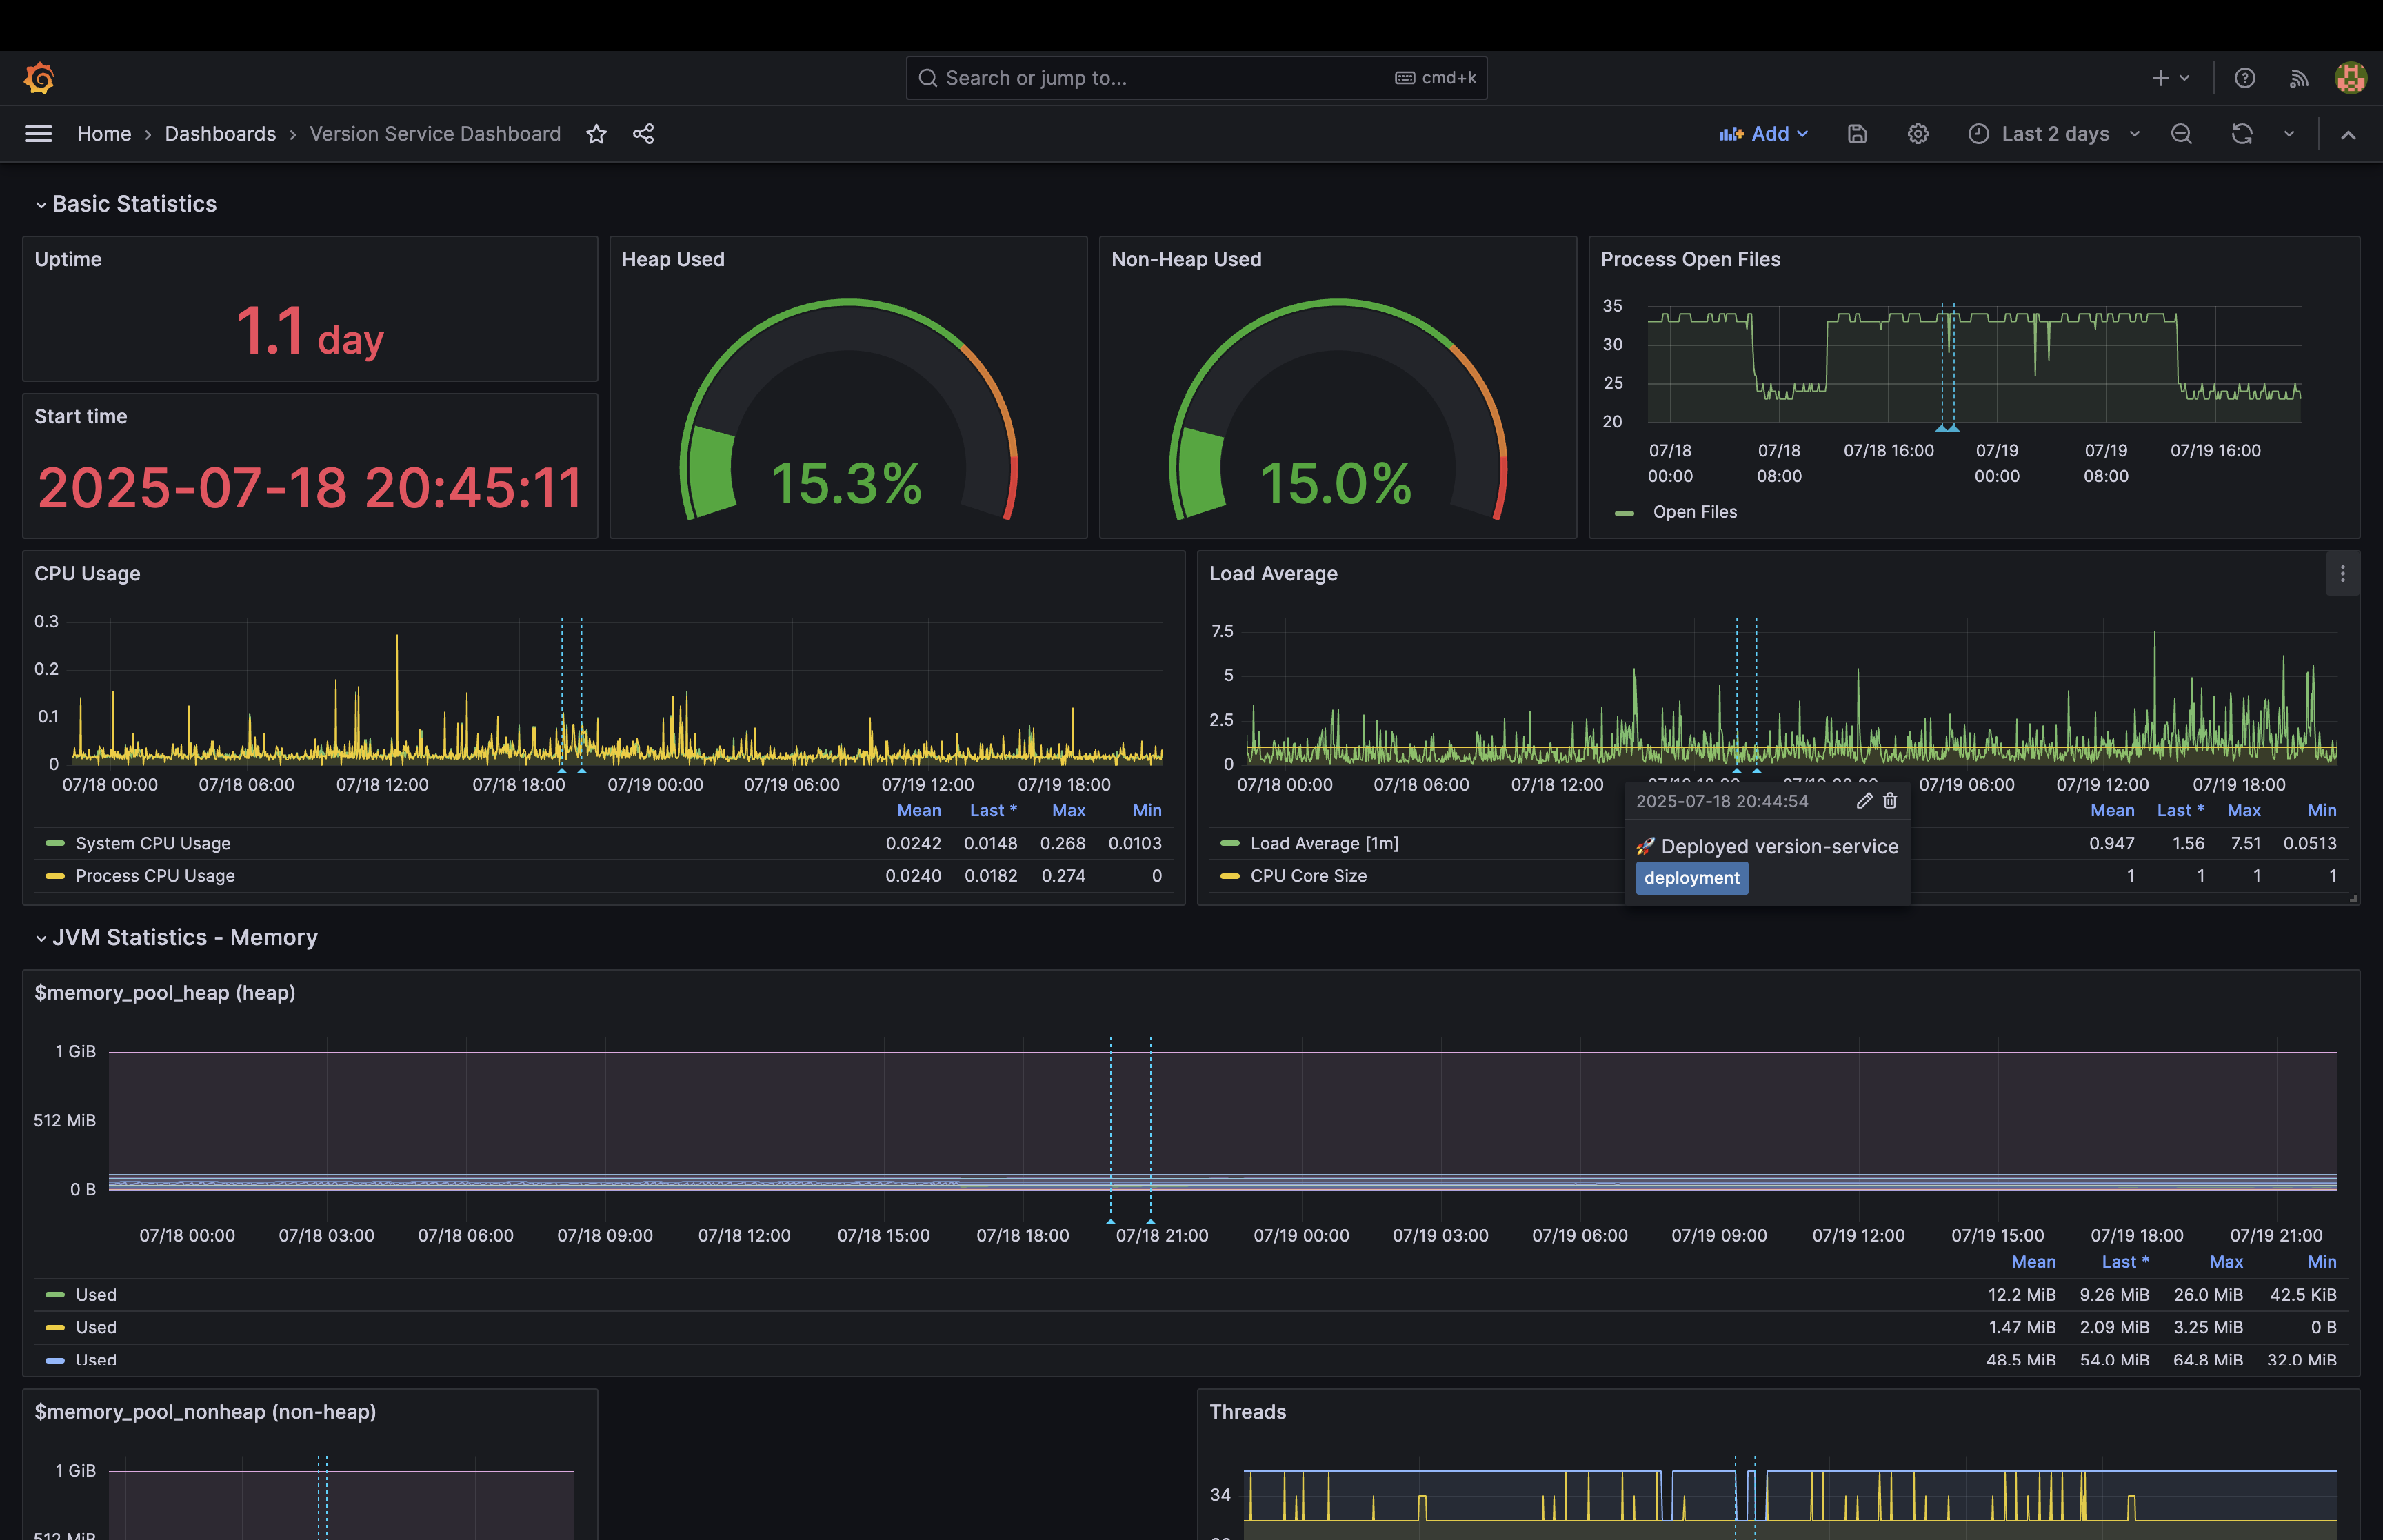 Search or jump to... cmd+k
Home › Dashboards › Version Service Dashboard
Add
Last 2 days
Basic Statistics
Uptime
1.1 day
Start time
2025-07-18 20:45:11
Heap Used
15.3%
Non-Heap Used
15.0%
Process Open Files
35
30
25
20
07/18 00:00
07/18 08:00
07/18 16:00
07/19 00:00
07/19 08:00
07/19 16:00
Open Files
CPU Usage
0.3
0.2
0.1
0
07/18 00:00 07/18 06:00 07/18 12:00 07/18 18:00 07/19 00:00 07/19 06:00 07/19 12:00 07/19 18:00
Mean Last * Max Min
System CPU Usage 0.0242 0.0148 0.268 0.0103
Process CPU Usage 0.0240 0.0182 0.274 0
Load Average
7.5
5
2.5
0
07/18 00:00 07/18 06:00 07/18 12:00 07/19 06:00 07/19 12:00 07/19 18:00
Mean Last * Max Min
Load Average [1m] 0.947 1.56 7.51 0.0513
CPU Core Size 1 1 1 1
2025-07-18 20:44:54
🚀 Deployed version-service
deployment
JVM Statistics - Memory
$memory_pool_heap (heap)
1 GiB
512 MiB
0 B
07/18 00:00 07/18 03:00 07/18 06:00 07/18 09:00 07/18 12:00 07/18 15:00 07/18 18:00 07/18 21:00 07/19 00:00 07/19 03:00 07/19 06:00 07/19 09:00 07/19 12:00 07/19 15:00 07/19 18:00 07/19 21:00
Mean Last * Max Min
Used 12.2 MiB 9.26 MiB 26.0 MiB 42.5 KiB
Used 1.47 MiB 2.09 MiB 3.25 MiB 0 B
Used 48.5 MiB 54.0 MiB 64.8 MiB 32.0 MiB
$memory_pool_nonheap (non-heap)
1 GiB
512 MiB
Threads
34